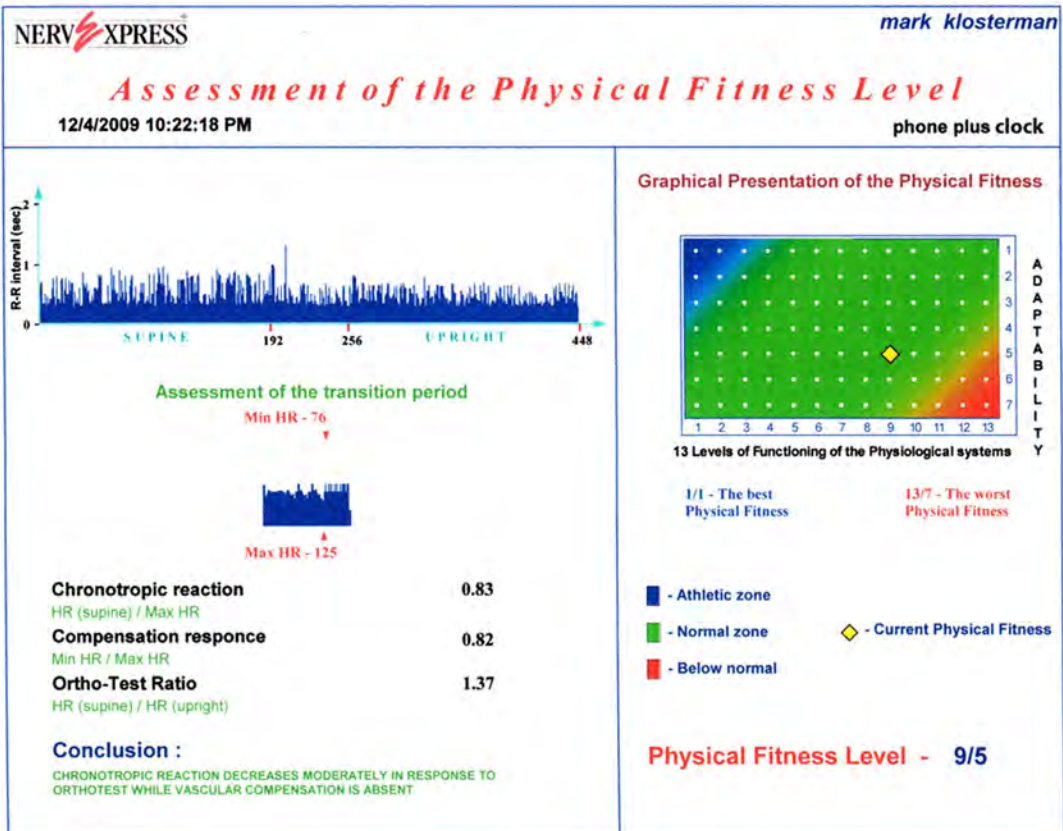 NERVEXPRESS
mark klosterman
Assessment of the Physical Fitness Level
12/4/2009 10:22:18 PM
phone plus clock
R-R interval (sec)
2
1
0
SUPINE
192
256
UPRIGHT
448
Assessment of the transition period
Min HR - 76
Max HR - 125
Chronotropic reaction 0.83
HR (supine) / Max HR
Compensation responce 0.82
Min HR / Max HR
Ortho-Test Ratio 1.37
HR (supine) / HR (upright)
Conclusion :
CHRONOTROPIC REACTION DECREASES MODERATELY IN RESPONSE TO
ORTHOTEST WHILE VASCULAR COMPENSATION IS ABSENT
Graphical Presentation of the Physical Fitness
1
2
3
4
5
6
7
ADAPTABILITY
1 2 3 4 5 6 7 8 9 10 11 12 13
13 Levels of Functioning of the Physiological systems
1/1 - The best
Physical Fitness
13/7 - The worst
Physical Fitness
- Athletic zone
- Normal zone
- Current Physical Fitness
- Below normal
Physical Fitness Level - 9/5